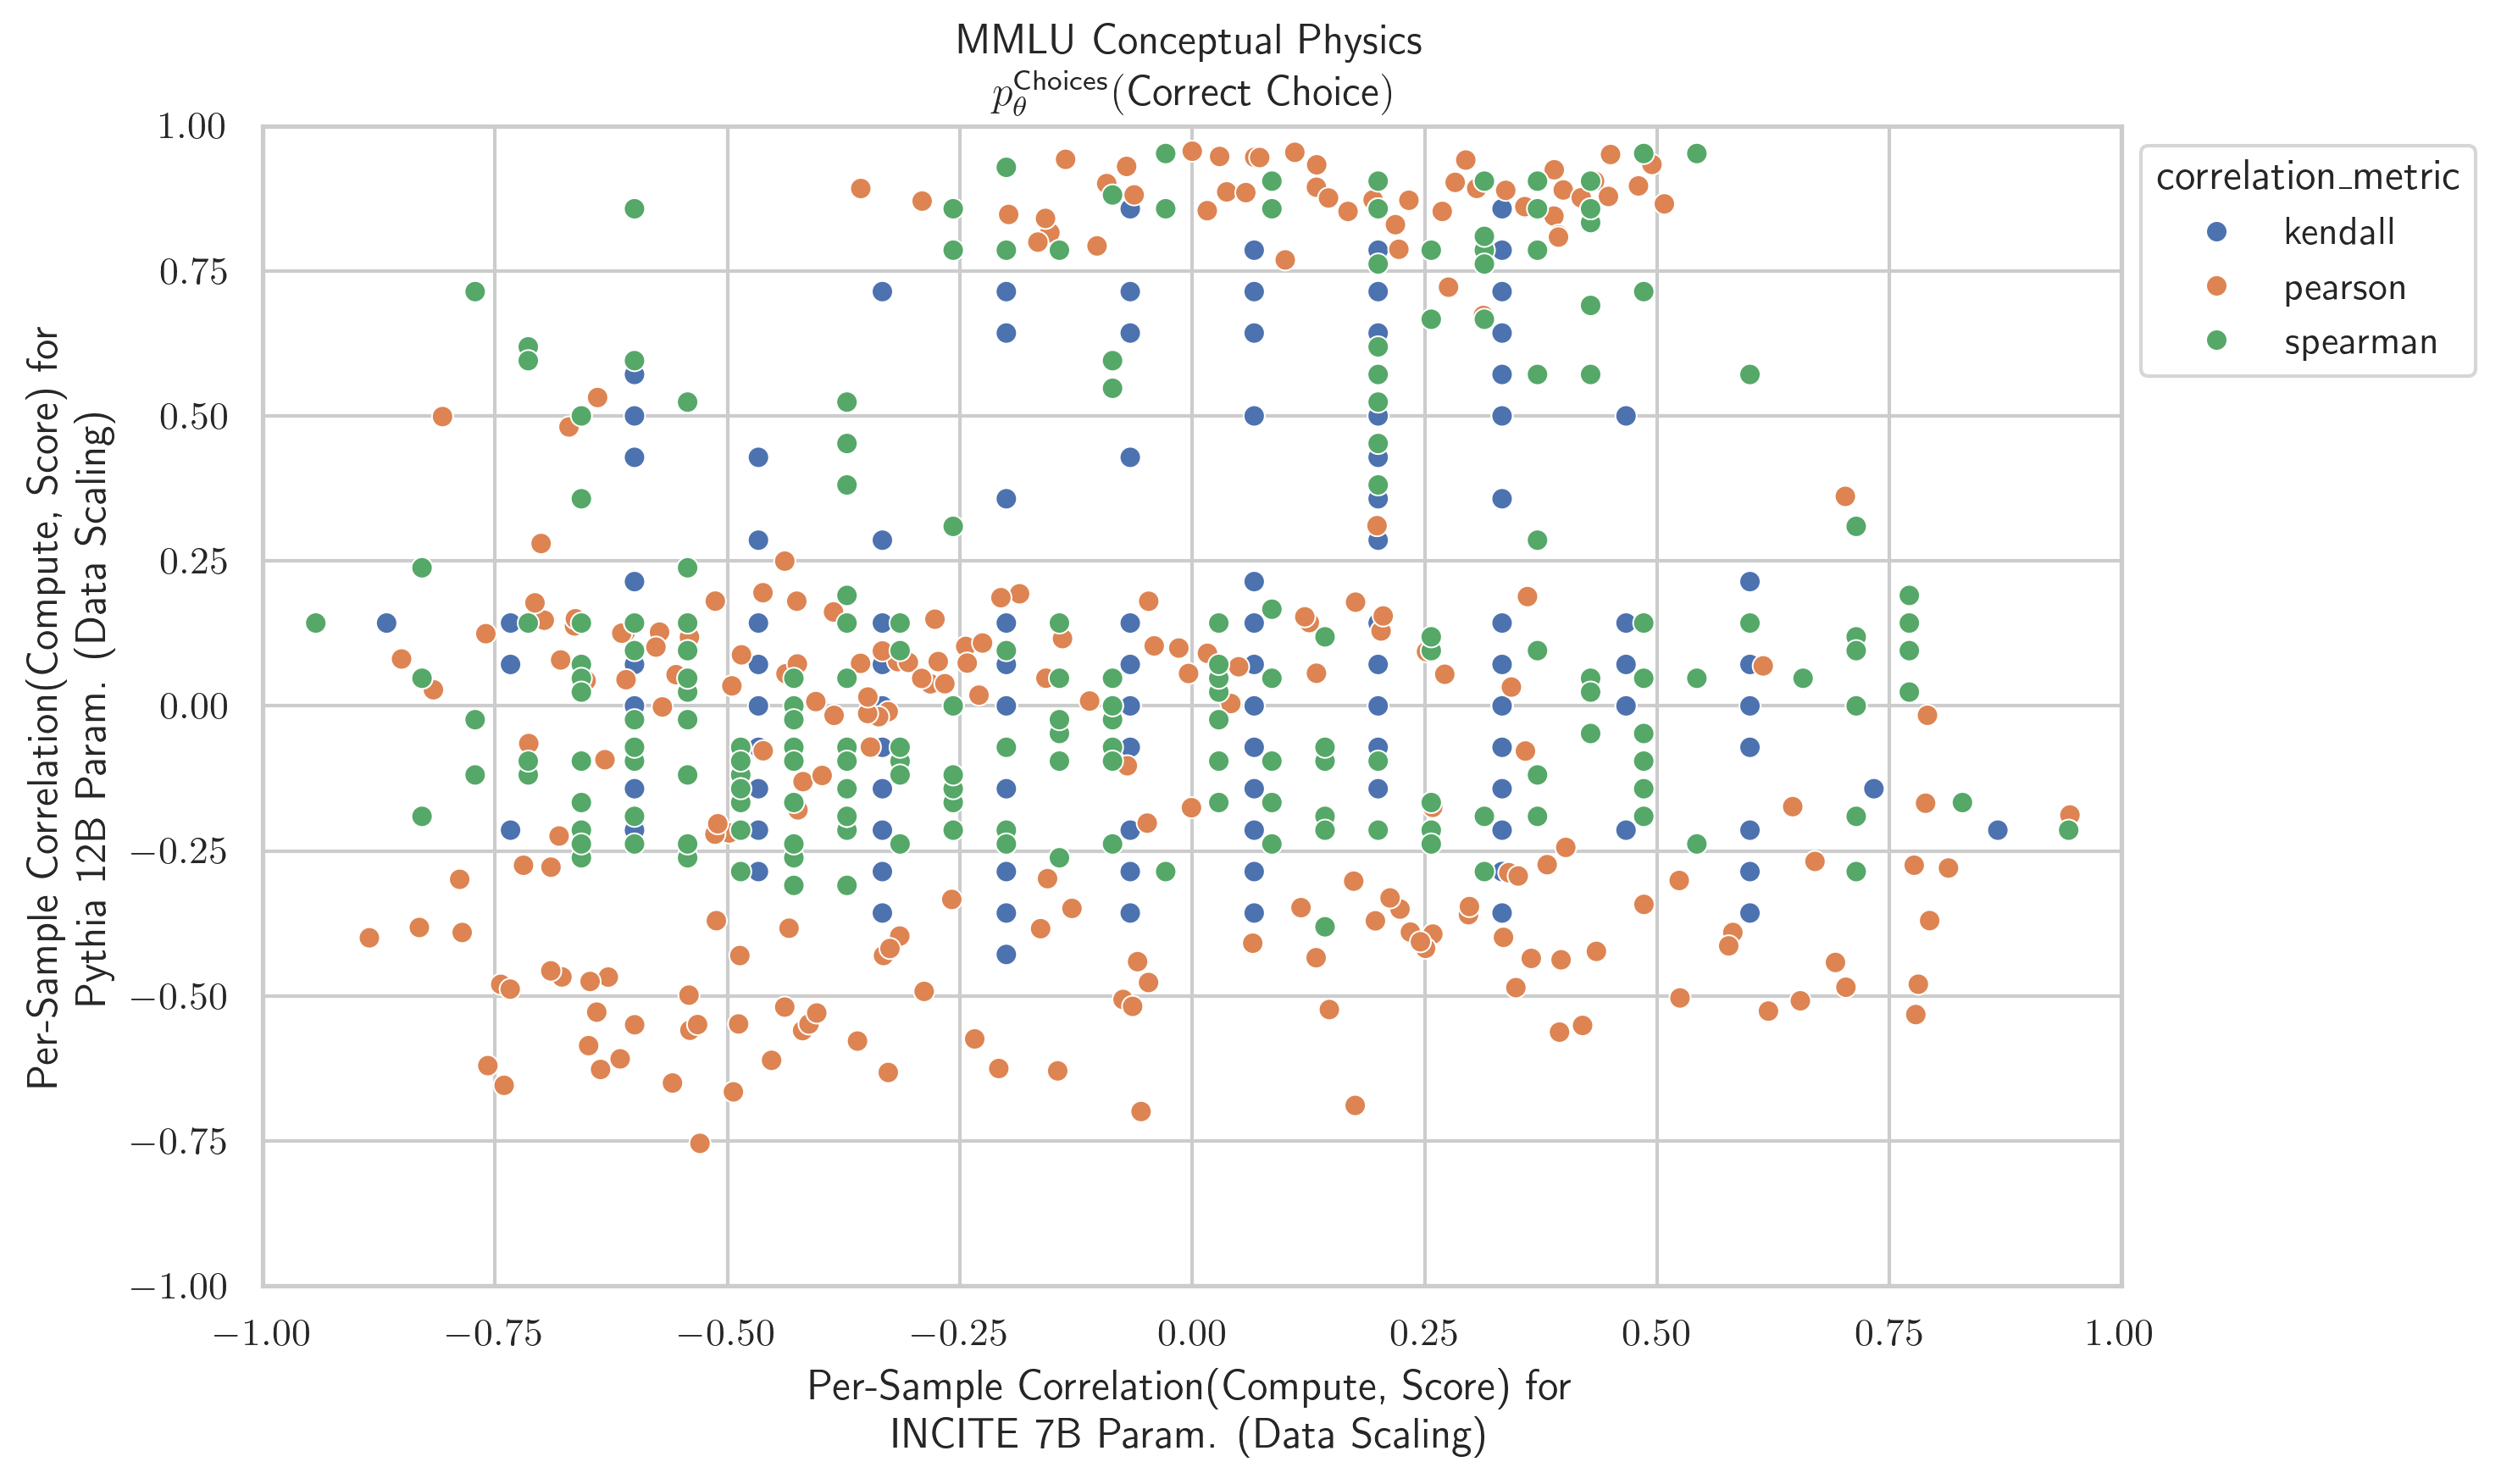 MMLU Conceptual Physics
p_θ^Choices(Correct Choice)
1.00
0.75
0.50
0.25
0.00
−0.25
−0.50
−0.75
−1.00
Per-Sample Correlation(Compute, Score) for
Pythia 12B Param. (Data Scaling)
−1.00 −0.75 −0.50 −0.25 0.00 0.25 0.50 0.75 1.00
Per-Sample Correlation(Compute, Score) for
INCITE 7B Param. (Data Scaling)
correlation_metric
kendall
pearson
spearman